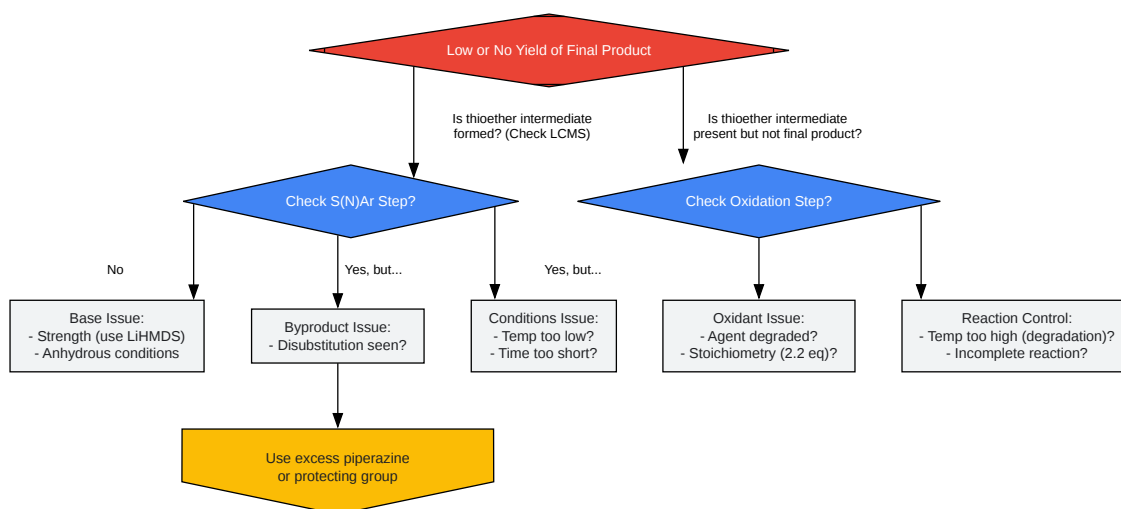 Low or No Yield of Final Product
Is thioether intermediate
formed? (Check LCMS)
Is thioether intermediate
present but not final product?
Check S(N)Ar Step?
Check Oxidation Step?
No
Yes, but...
Yes, but...
Base Issue:
- Strength (use LiHMDS)
- Anhydrous conditions
Byproduct Issue:
- Disubstitution seen?
Conditions Issue:
- Temp too low?
- Time too short?
Oxidant Issue:
- Agent degraded?
- Stoichiometry (2.2 eq)?
Reaction Control:
- Temp too high (degradation)?
- Incomplete reaction?
Use excess piperazine
or protecting group